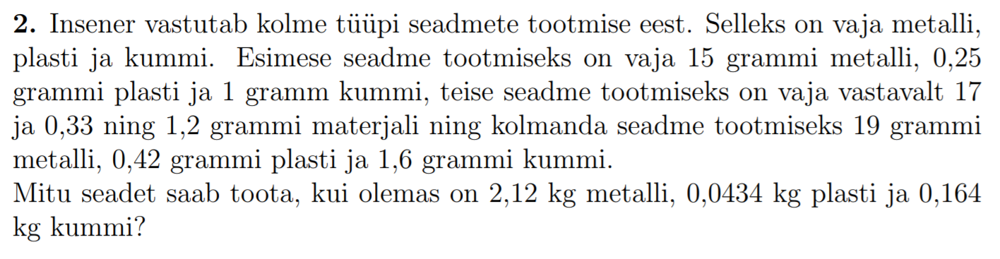 2. Insener vastutab kolme tüüpi seadmete tootmise eest. Selleks on vaja metalli,
plasti ja kummi. Esimese seadme tootmiseks on vaja 15 grammi metalli, 0,25
grammi plasti ja 1 gramm kummi, teise seadme tootmiseks on vaja vastavalt 17
ja 0,33 ning 1,2 grammi materjali ning kolmanda seadme tootmiseks 19 grammi
metalli, 0,42 grammi plasti ja 1,6 grammi kummi.
Mitu seadet saab toota, kui olemas on 2,12 kg metalli, 0,0434 kg plasti ja 0,164
kg kummi?